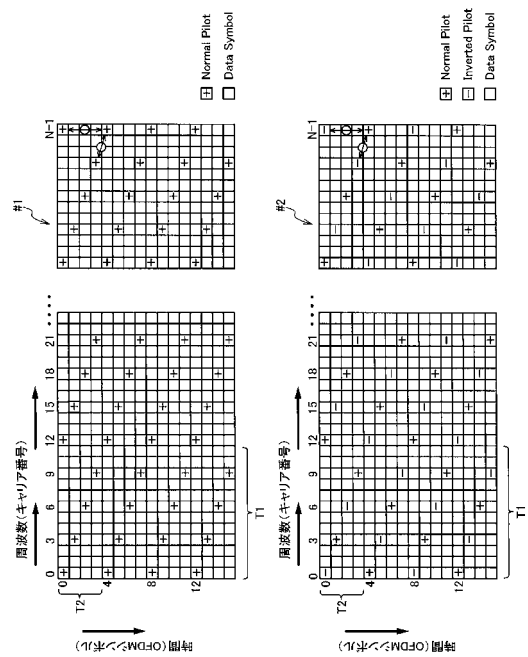 #1
周波数(キャリア番号)
0 3 6 9 12 15 18 21 ････ N-1
0
4
8
12
T2
T1
時間(OFDMシンボル)
+ Normal Pilot
Data Symbol
#2
周波数(キャリア番号)
0 3 6 9 12 15 18 21 ････ N-1
0
4
8
12
T2
T1
時間(OFDMシンボル)
+ Normal Pilot
− Inverted Pilot
Data Symbol